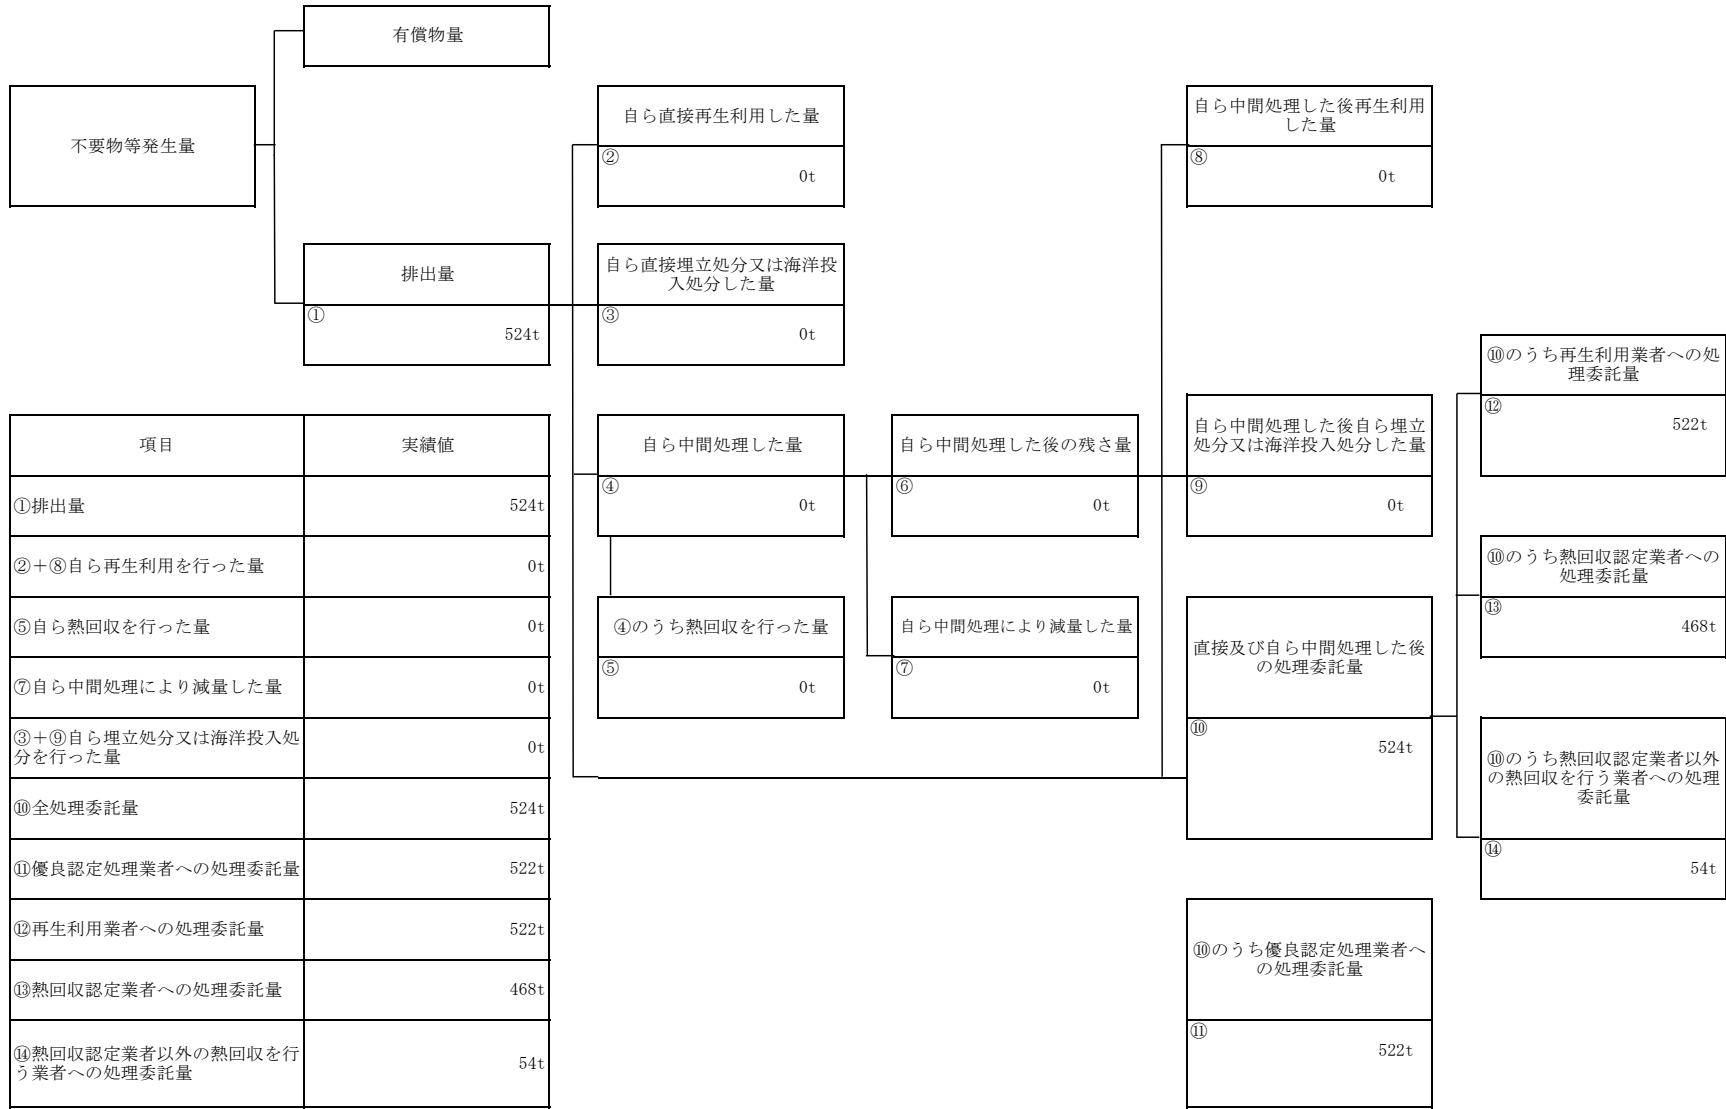 有償物量
不要物等発生量
自ら直接再生利用した量
②
0t
自ら中間処理した後再生利用
した量
⑧
0t
排出量
①
524t
自ら直接埋立処分又は海洋投
入処分した量
③
0t
⑩のうち再生利用業者への処
理委託量
⑫
522t
自ら中間処理した量
④
0t
自ら中間処理した後の残さ量
⑥
0t
自ら中間処理した後自ら埋立
処分又は海洋投入処分した量
⑨
0t
⑩のうち熱回収認定業者への
処理委託量
⑬
468t
④のうち熱回収を行った量
⑤
0t
自ら中間処理により減量した量
⑦
0t
直接及び自ら中間処理した後
の処理委託量
⑩
524t
⑩のうち熱回収認定業者以外
の熱回収を行う業者への処理
委託量
⑭
54t
⑩のうち優良認定処理業者へ
の処理委託量
⑪
522t
項目 実績値
①排出量 524t
②＋⑧自ら再生利用を行った量 0t
⑤自ら熱回収を行った量 0t
⑦自ら中間処理により減量した量 0t
③＋⑨自ら埋立処分又は海洋投入処
分を行った量 0t
⑩全処理委託量 524t
⑪優良認定処理業者への処理委託量 522t
⑫再生利用業者への処理委託量 522t
⑬熱回収認定業者への処理委託量 468t
⑭熱回収認定業者以外の熱回収を行
う業者への処理委託量 54t